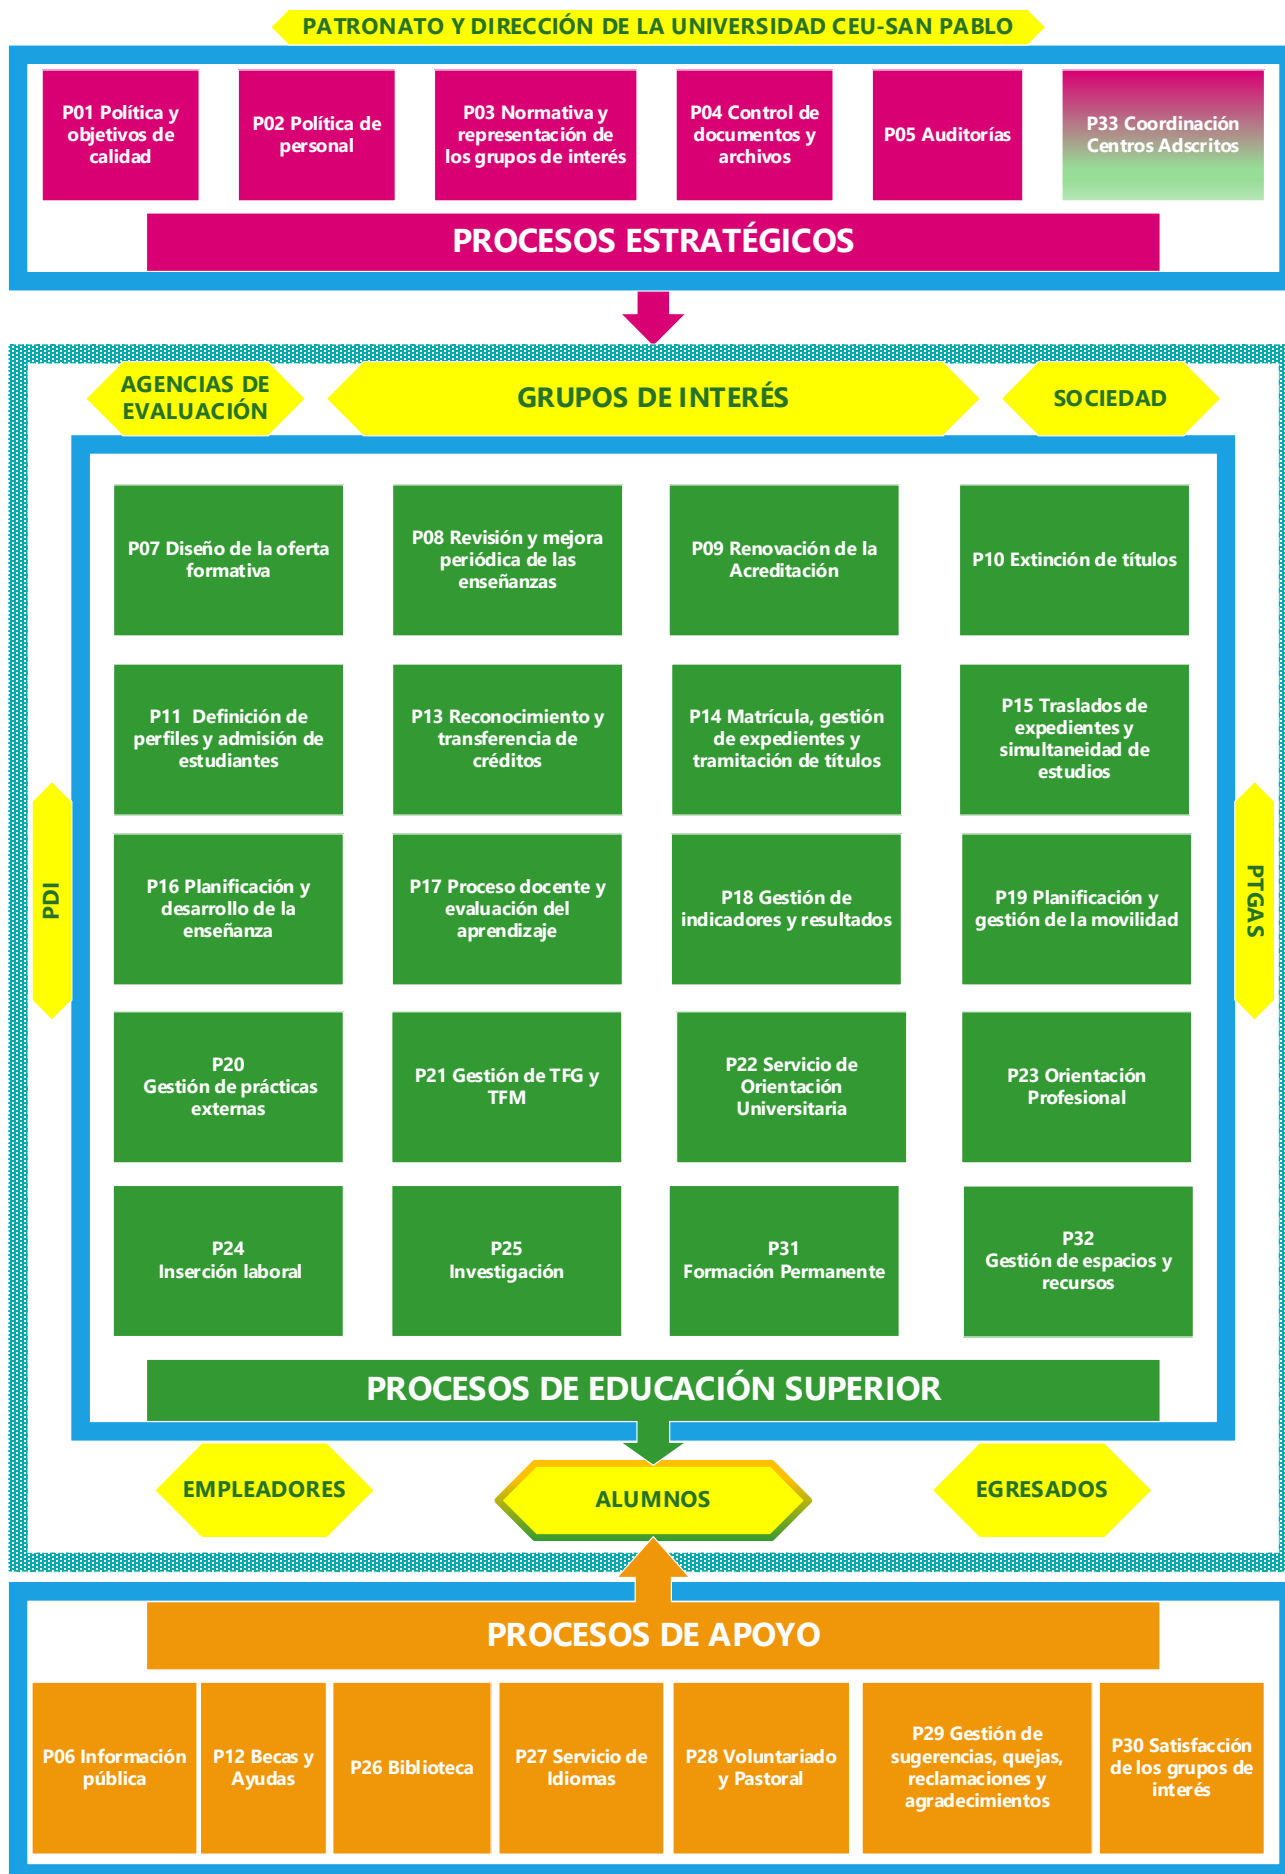 PATRONATO Y DIRECCIÓN DE LA UNIVERSIDAD CEU-SAN PABLO
P01 Política y
objetivos de
calidad
P02 Política de
personal
P03 Normativa y
representación de
los grupos de interés
P04 Control de
documentos y
archivos
P05 Auditorías
P33 Coordinación
Centros Adscritos
PROCESOS ESTRATÉGICOS
AGENCIAS DE
EVALUACIÓN
GRUPOS DE INTERÉS
SOCIEDAD
P07 Diseño de la oferta
formativa
P08 Revisión y mejora
periódica de las
enseñanzas
P09 Renovación de la
Acreditación
P10 Extinción de títulos
P11 Definición de
perfiles y admisión de
estudiantes
P13 Reconocimiento y
transferencia de
créditos
P14 Matrícula, gestión
de expedientes y
tramitación de títulos
P15 Traslados de
expedientes y
simultaneidad de
estudios
PDI
PTGAS
P16 Planificación y
desarrollo de la
enseñanza
P17 Proceso docente y
evaluación del
aprendizaje
P18 Gestión de
indicadores y resultados
P19 Planificación y
gestión de la movilidad
P20
Gestión de prácticas
externas
P21 Gestión de TFG y
TFM
P22 Servicio de
Orientación
Universitaria
P23 Orientación
Profesional
P24
Inserción laboral
P25
Investigación
P31
Formación Permanente
P32
Gestión de espacios y
recursos
PROCESOS DE EDUCACIÓN SUPERIOR
EMPLEADORES
ALUMNOS
EGRESADOS
PROCESOS DE APOYO
P06 Información
pública
P12 Becas y
Ayudas
P26 Biblioteca
P27 Servicio de
Idiomas
P28 Voluntariado
y Pastoral
P29 Gestión de
sugerencias, quejas,
reclamaciones y
agradecimientos
P30 Satisfacción
de los grupos de
interés